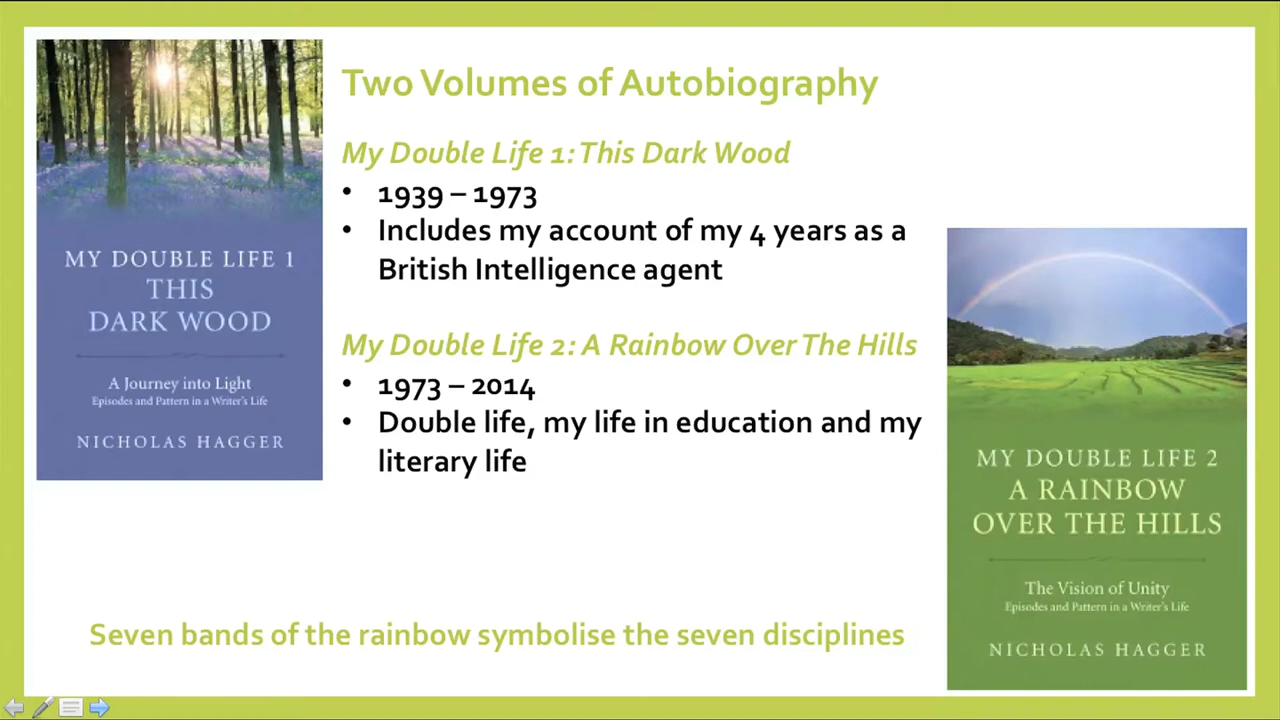 Two Volumes of Autobiography
My Double Life 1: This Dark Wood
• 1939 – 1973
• Includes my account of my 4 years as a
British Intelligence agent
My Double Life 2: A Rainbow Over The Hills
• 1973 – 2014
• Double life, my life in education and my
literary life
Seven bands of the rainbow symbolise the seven disciplines
MY DOUBLE LIFE 1
THIS
DARK WOOD
A Journey into Light
Episodes and Pattern in a Writer's Life
NICHOLAS HAGGER
MY DOUBLE LIFE 2
A RAINBOW
OVER THE HILLS
The Vision of Unity
Episodes and Pattern in a Writer's Life
NICHOLAS HAGGER